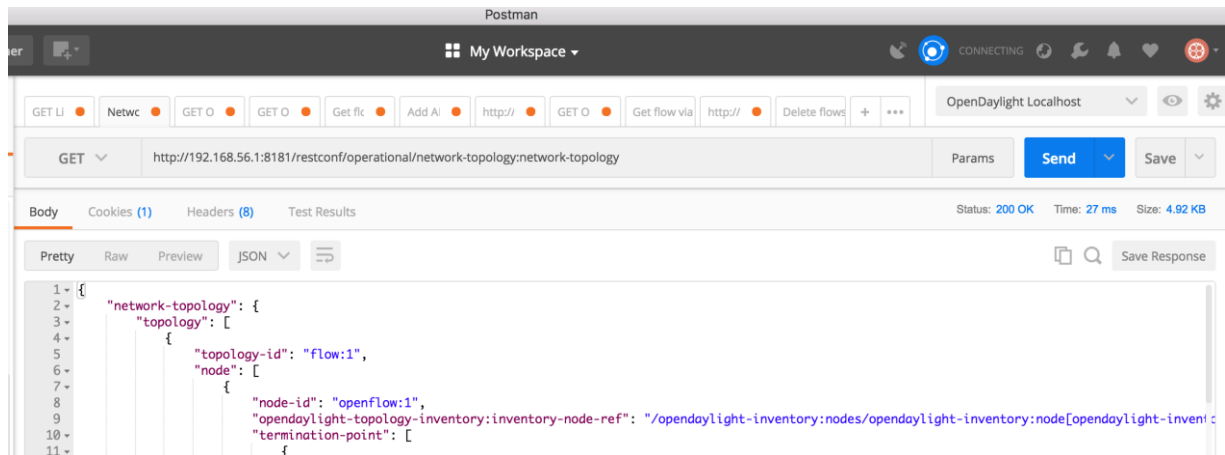 Postman
er
My Workspace
CONNECTING
GET Li Netwc GET O GET O Get flc Add A http:// GET O Get flow via http:// Delete flows + •••
OpenDaylight Localhost
GET http://192.168.56.1:8181/restconf/operational/network-topology:network-topology Params Send Save
Body Cookies (1) Headers (8) Test Results Status: 200 OK Time: 27 ms Size: 4.92 KB
Pretty Raw Preview JSON Save Response
1 {
2 "network-topology": {
3 "topology": [
4 {
5 "topology-id": "flow:1",
6 "node": [
7 {
8 "node-id": "openflow:1",
9 "opendaylight-topology-inventory:inventory-node-ref": "/opendaylight-inventory:nodes/opendaylight-inventory:node[opendaylight-invento
10 "termination-point": [
11 {